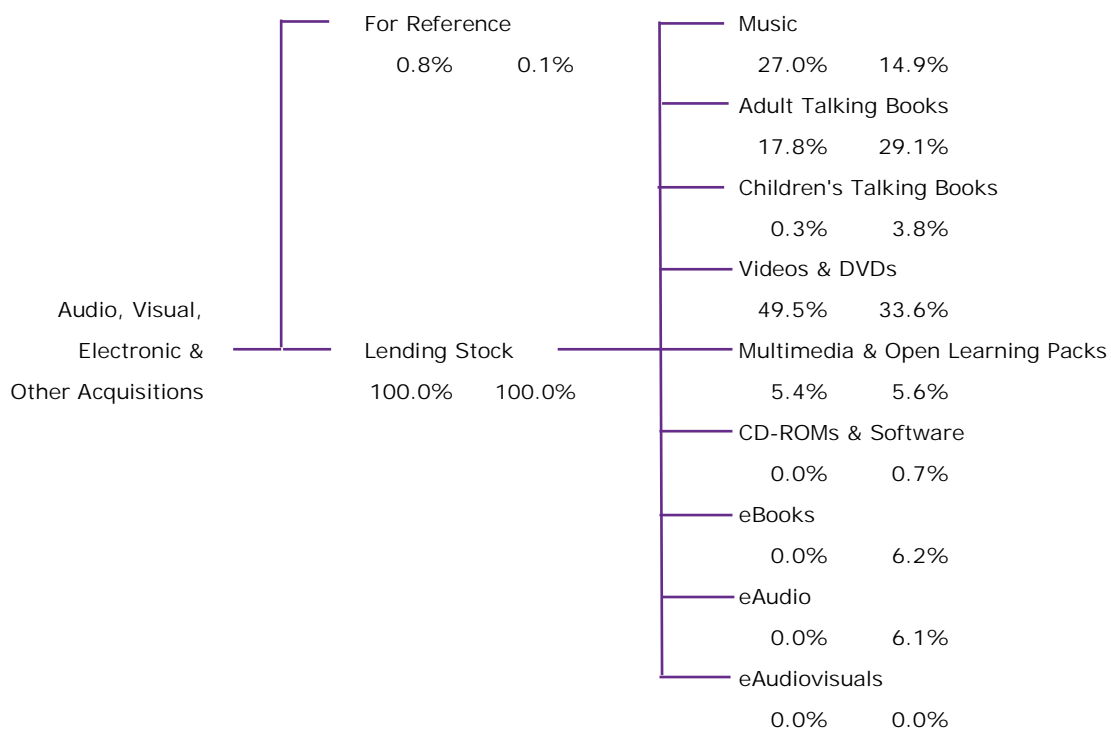 For Reference
0.8% 0.1%
Audio, Visual,
Electronic &
Other Acquisitions
Lending Stock
100.0% 100.0%
Music
27.0% 14.9%
Adult Talking Books
17.8% 29.1%
Children's Talking Books
0.3% 3.8%
Videos & DVDs
49.5% 33.6%
Multimedia & Open Learning Packs
5.4% 5.6%
CD-ROMs & Software
0.0% 0.7%
eBooks
0.0% 6.2%
eAudio
0.0% 6.1%
eAudiovisuals
0.0% 0.0%